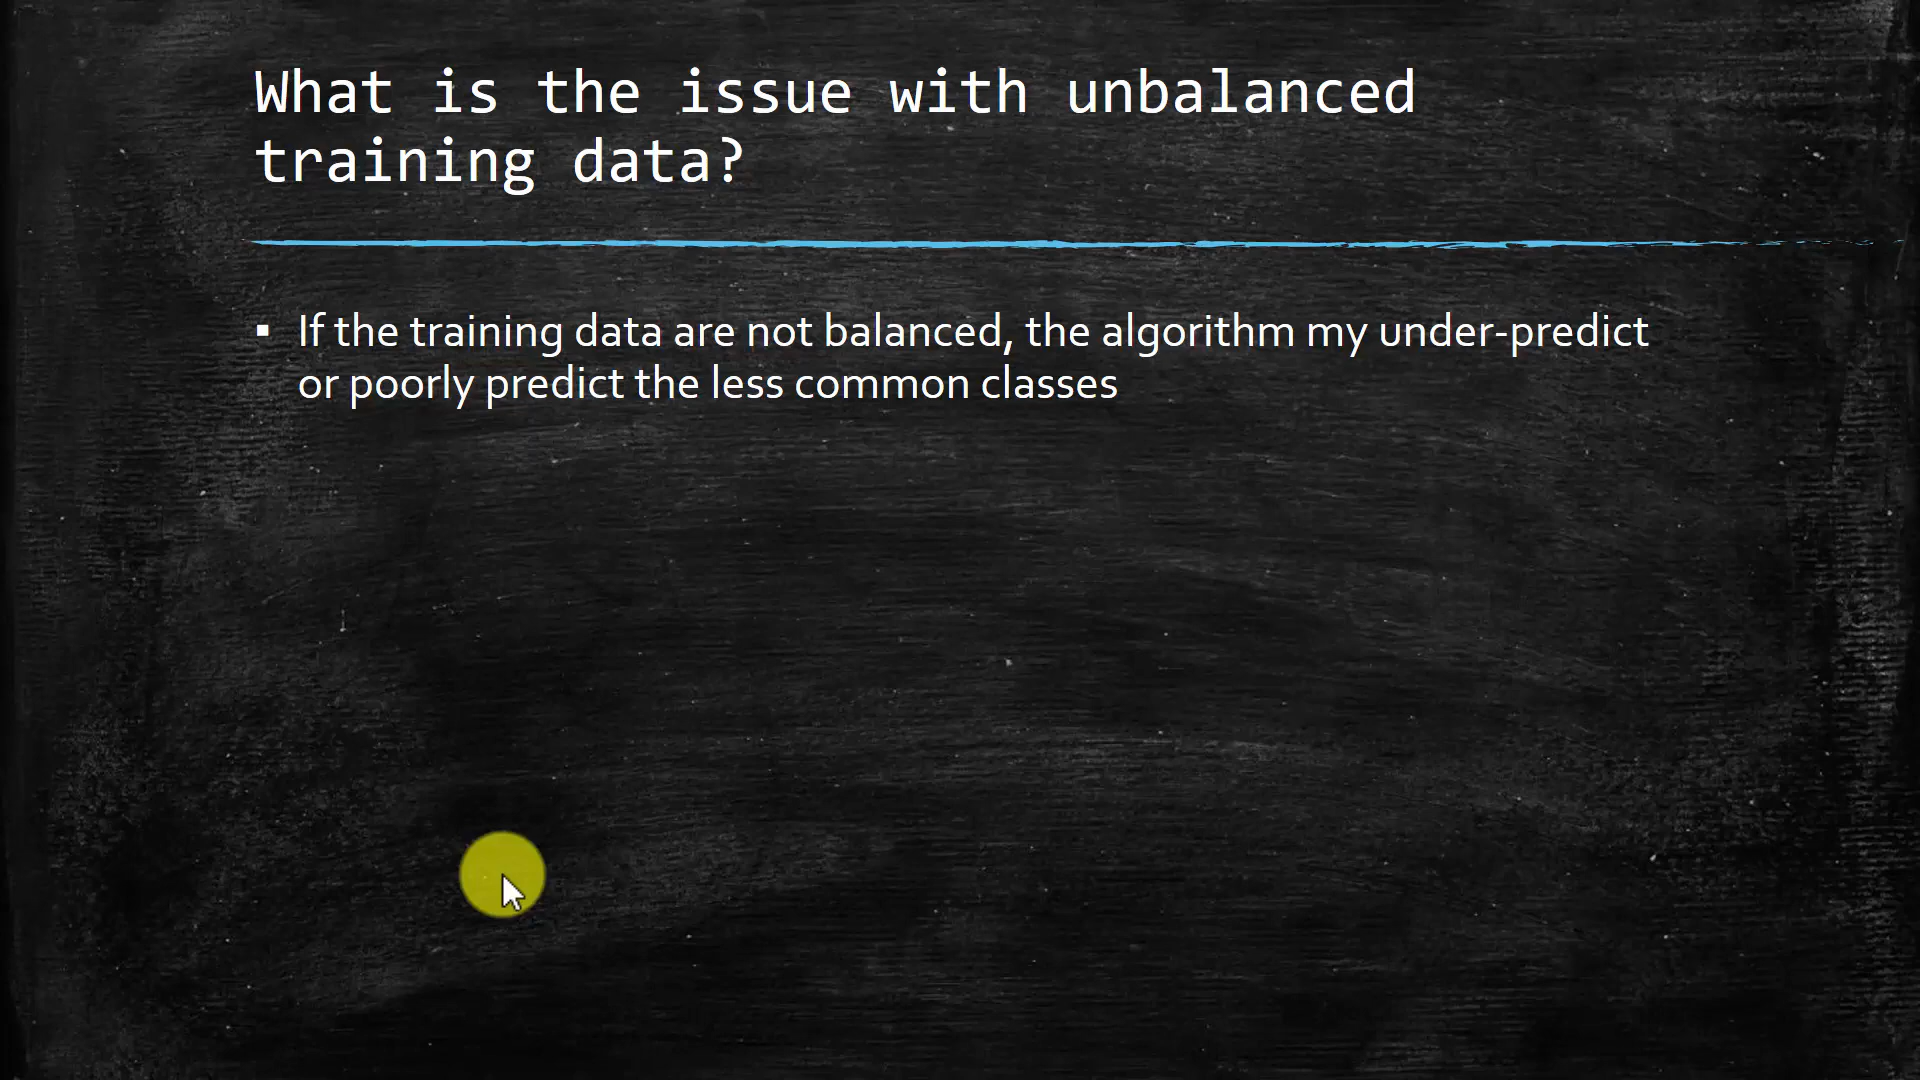 What is the issue with unbalanced
training data?
▪ If the training data are not balanced, the algorithm my under-predict
or poorly predict the less common classes